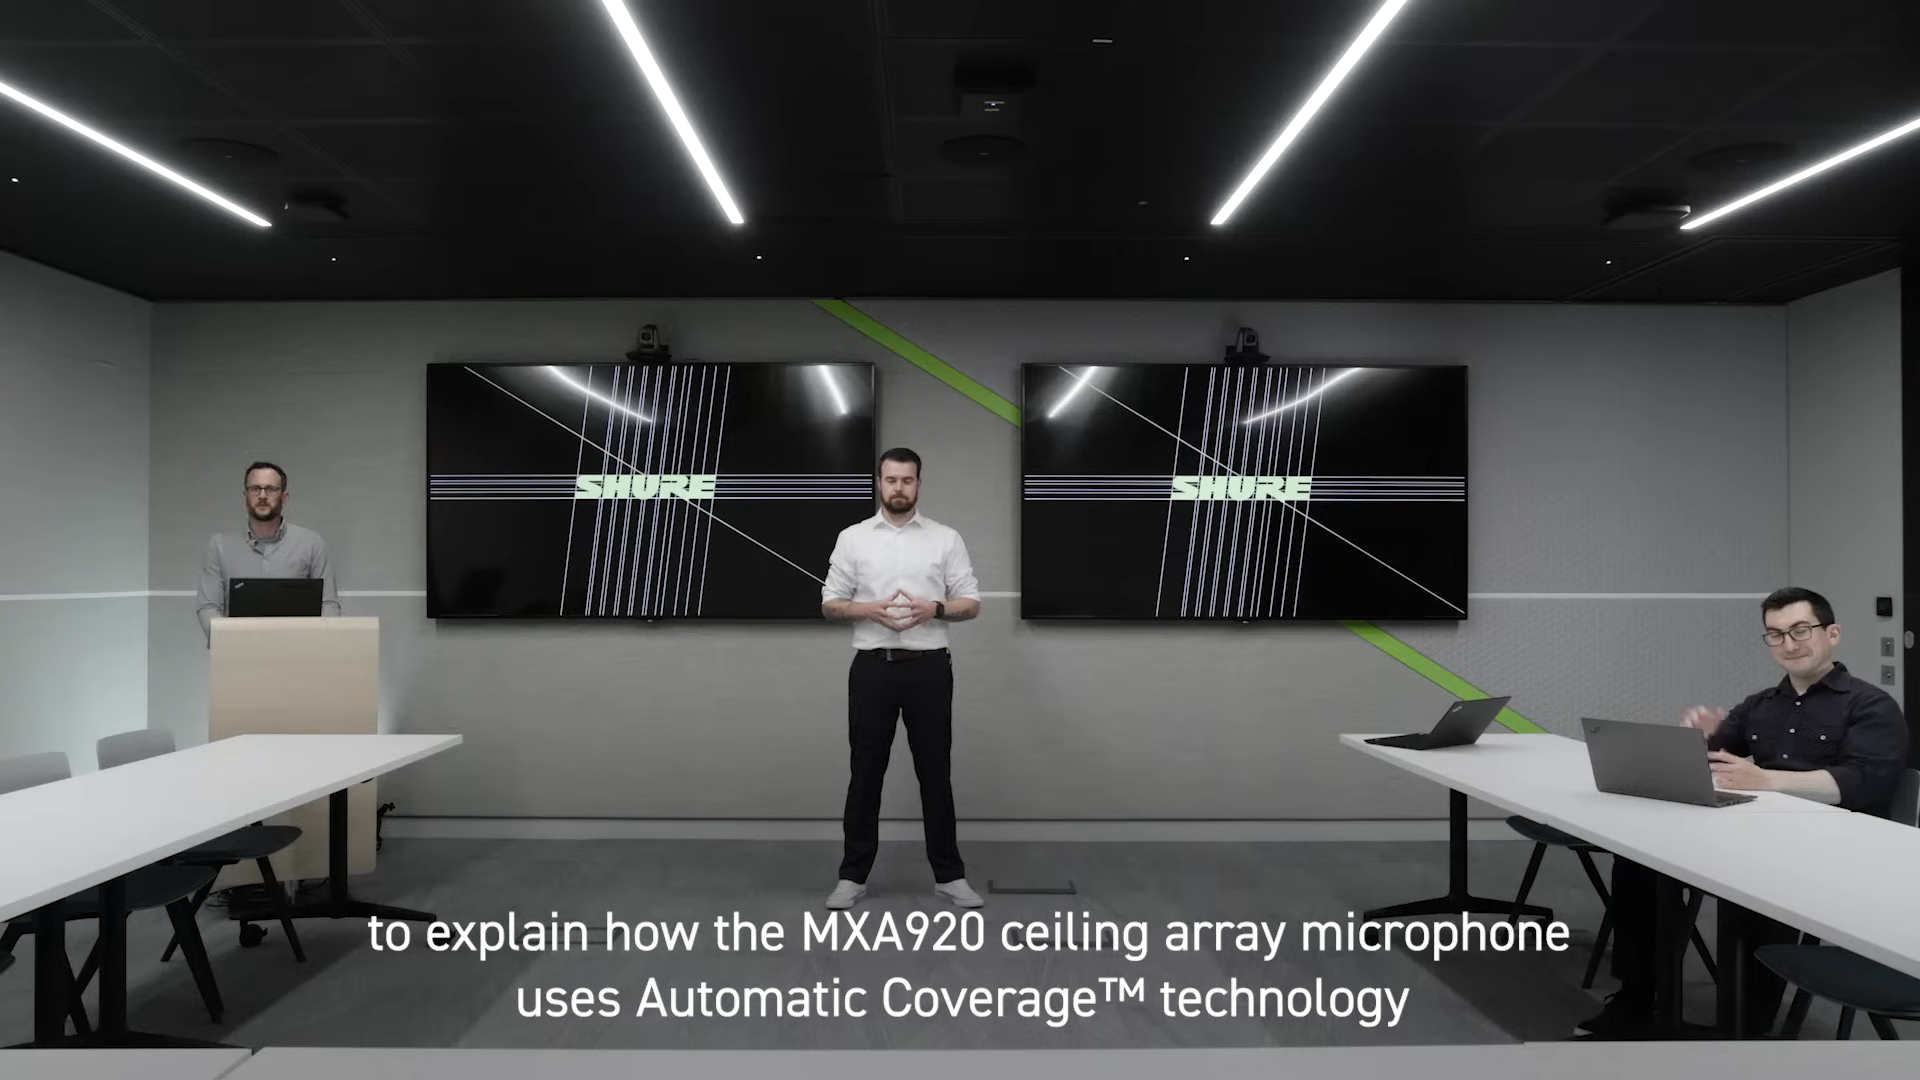 SHURE
SHURE
to explain how the MXA920 ceiling array microphone
uses Automatic Coverage™ technology